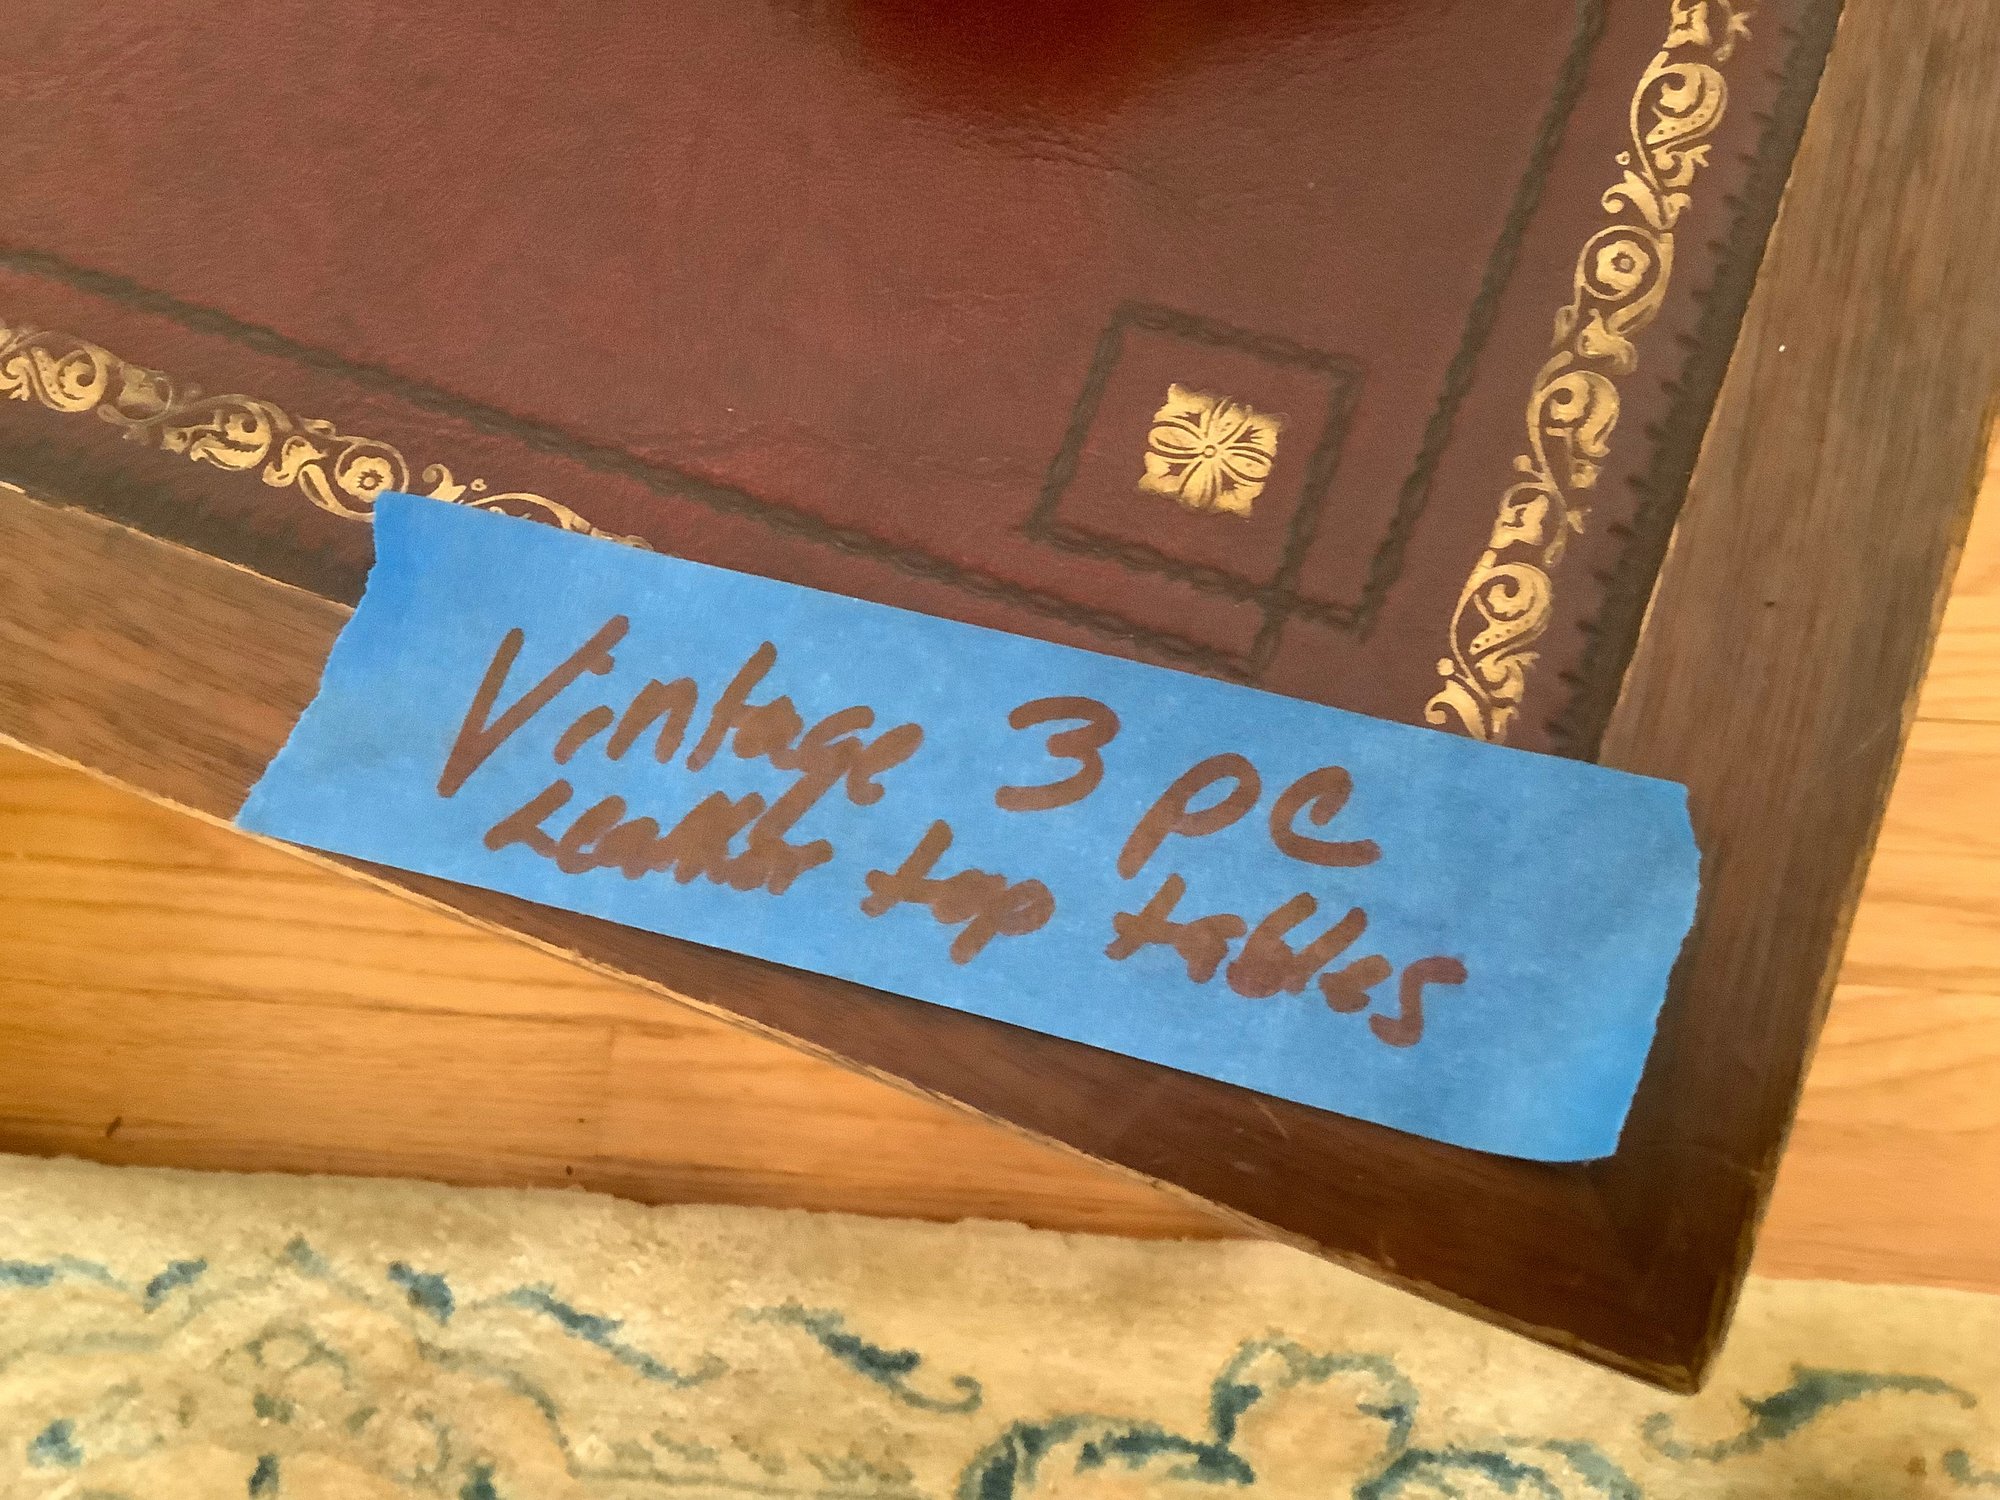 Vintage 3 pc
Leather top tables